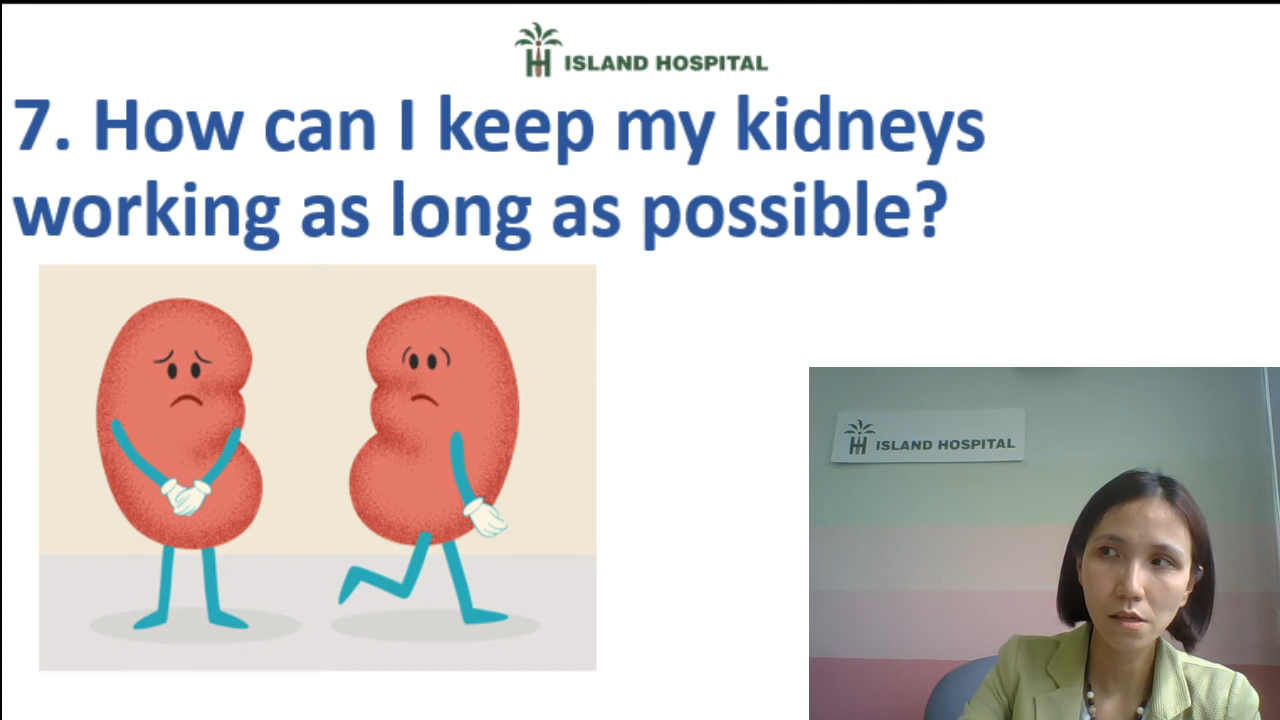 ISLAND HOSPITAL
7. How can I keep my kidneys
working as long as possible?
ISLAND HOSPITAL